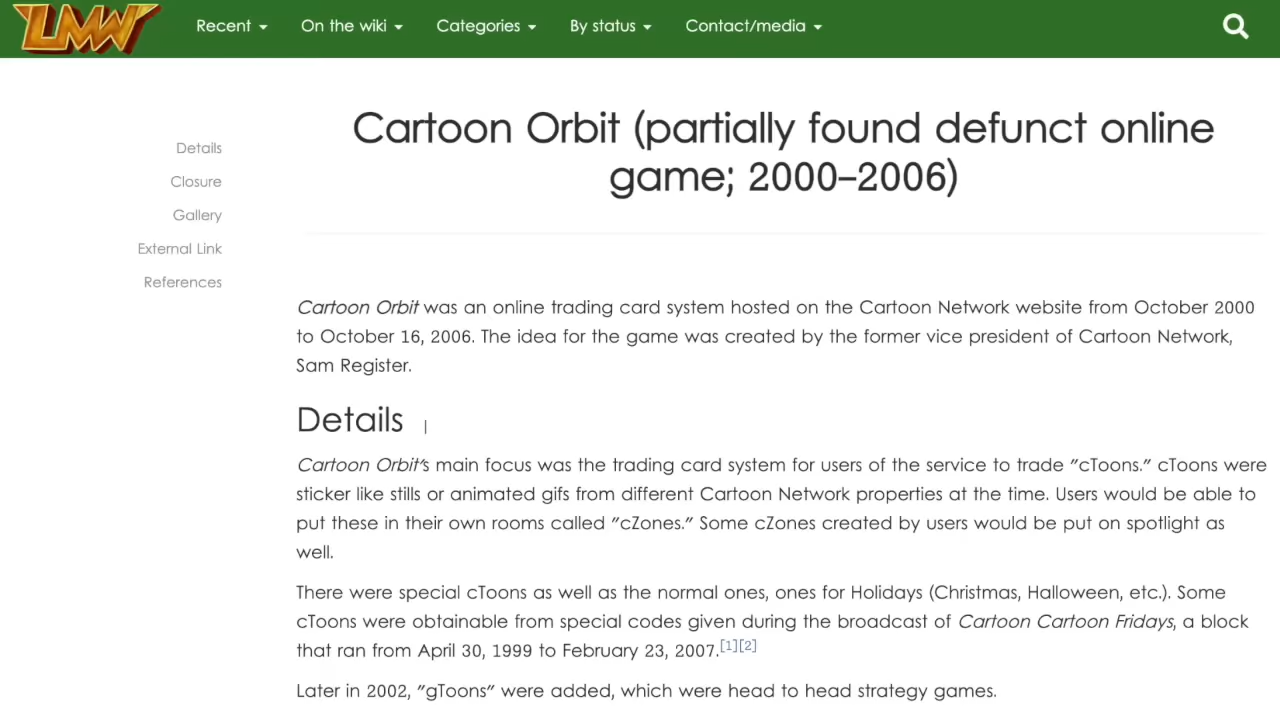 LMW
Recent
On the wiki
Categories
By status
Contact/media
Cartoon Orbit (partially found defunct online
game; 2000–2006)
Details
Closure
Gallery
External Link
References
Cartoon Orbit was an online trading card system hosted on the Cartoon Network website from October 2000
to October 16, 2006. The idea for the game was created by the former vice president of Cartoon Network,
Sam Register.
Details
Cartoon Orbit's main focus was the trading card system for users of the service to trade "cToons." cToons were
sticker like stills or animated gifs from different Cartoon Network properties at the time. Users would be able to
put these in their own rooms called "cZones." Some cZones created by users would be put on spotlight as
well.
There were special cToons as well as the normal ones, ones for Holidays (Christmas, Halloween, etc.). Some
cToons were obtainable from special codes given during the broadcast of Cartoon Cartoon Fridays, a block
that ran from April 30, 1999 to February 23, 2007.[1][2]
Later in 2002, "gToons" were added, which were head to head strategy games.